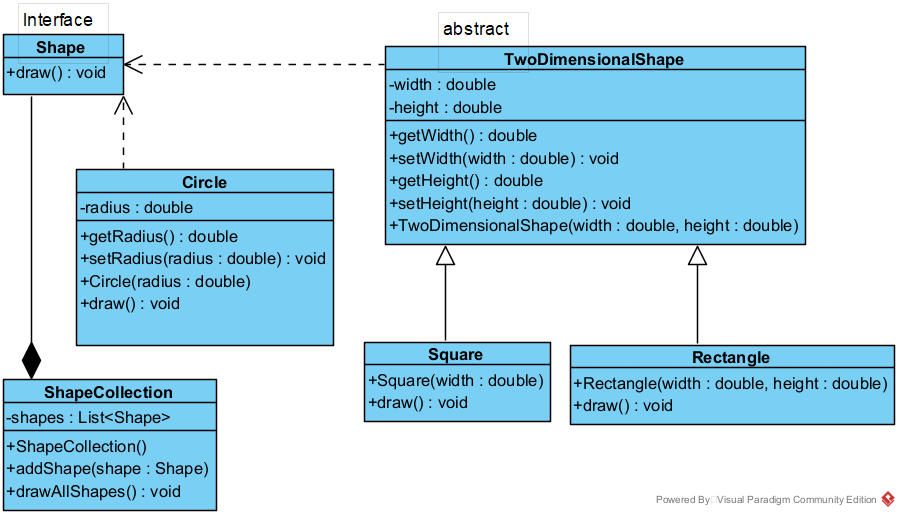 Interface
Shape
+draw() : void
abstract
TwoDimensionalShape
-width : double
-height : double
+getWidth() : double
+setWidth(width : double) : void
+getHeight() : double
+setHeight(height : double) : void
+TwoDimensionalShape(width : double, height : double)
Circle
-radius : double
+getRadius() : double
+setRadius(radius : double) : void
+Circle(radius : double)
+draw() : void
Square
+Square(width : double)
+draw() : void
Rectangle
+Rectangle(width : double, height : double)
+draw() : void
ShapeCollection
-shapes : List<Shape>
+ShapeCollection()
+addShape(shape : Shape)
+drawAllShapes() : void
Powered By Visual Paradigm Community Edition